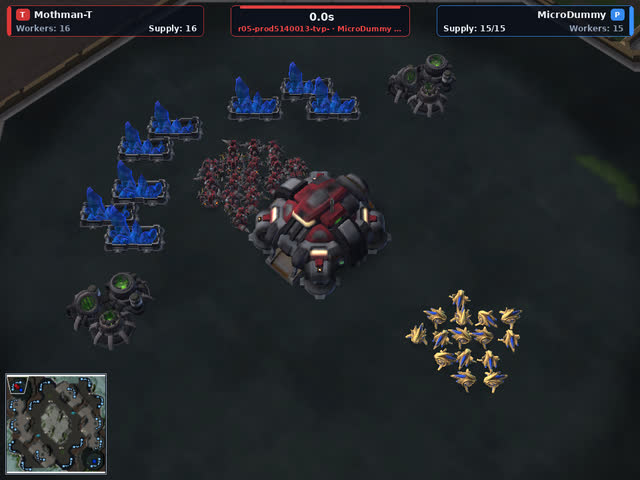 T Mothman-T
Workers: 16 Supply: 16
0.0s
r05-prod5140013-tvp- · MicroDummy ...
MicroDummy P
Supply: 15/15 Workers: 15